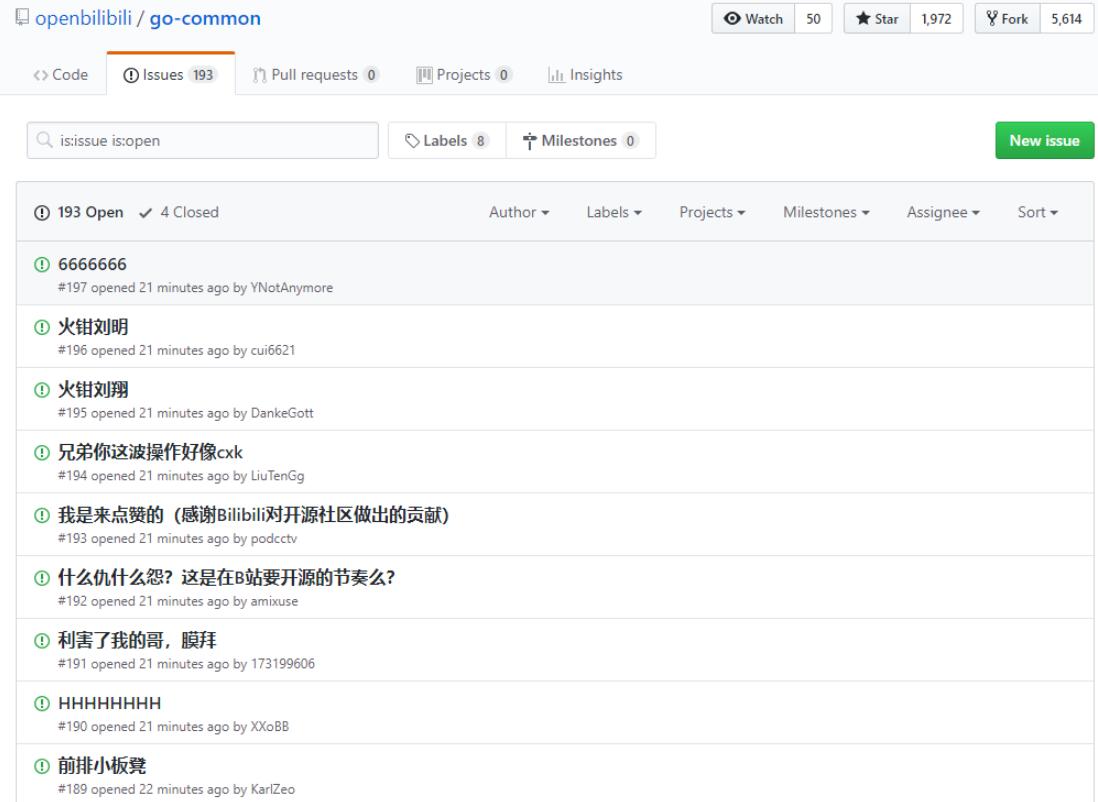 openbilibili / go-common
Watch 50 Star 1,972 Fork 5,614
Code Issues 193 Pull requests 0 Projects 0 Insights
is:issue is:open Labels 8 Milestones 0 New issue
193 Open 4 Closed Author Labels Projects Milestones Assignee Sort
6666666
#197 opened 21 minutes ago by YNotAnymore
火钳刘明
#196 opened 21 minutes ago by cui6621
火钳刘翔
#195 opened 21 minutes ago by DankeGott
兄弟你这波操作好像cxk
#194 opened 21 minutes ago by LiuTenGg
我是来点赞的（感谢Bilibili对开源社区做出的贡献）
#193 opened 21 minutes ago by podcctv
什么仇什么怨？这是在B站要开源的节奏么？
#192 opened 21 minutes ago by amixuse
利害了我的哥，膜拜
#191 opened 21 minutes ago by 173199606
HHHHHHHH
#190 opened 21 minutes ago by XXoBB
前排小板凳
#189 opened 22 minutes ago by KarlZeo